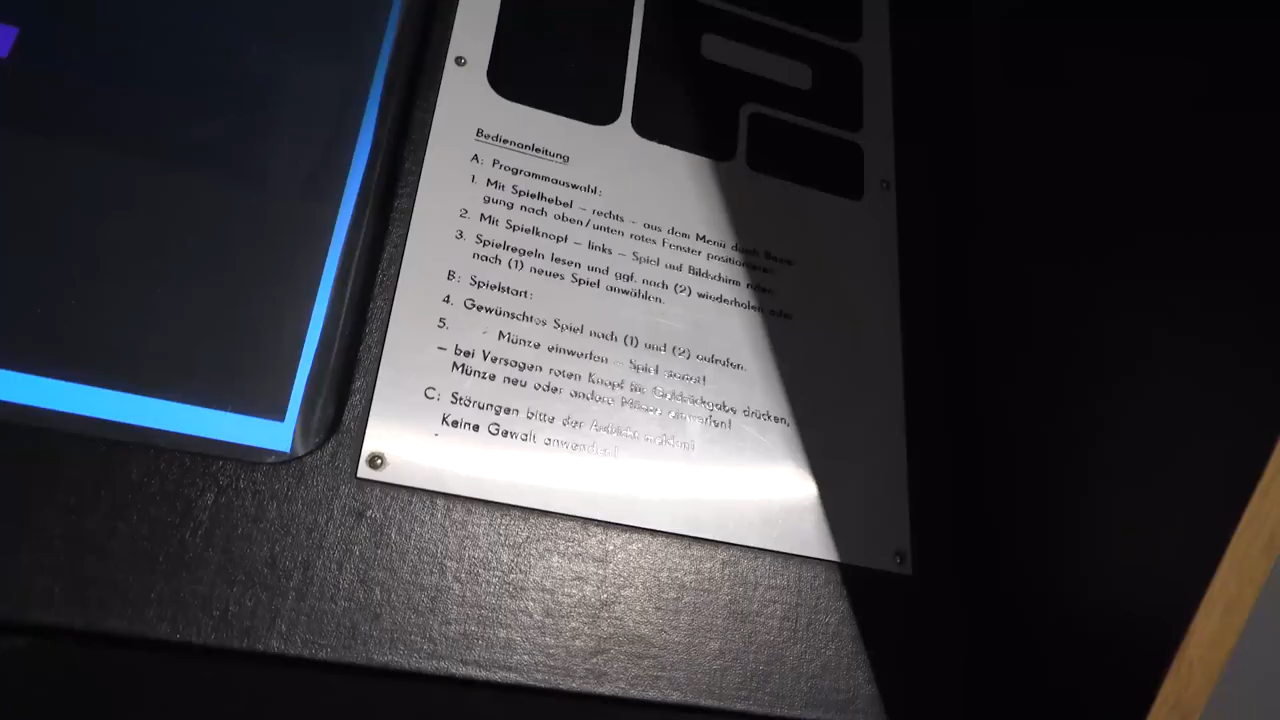 Bedienanleitung
A: Programmauswahl:
1. Mit Spielhebel – rechts – aus dem Menü durch Bewe-
gung nach oben/unten rotes Fenster positionieren
2. Mit Spielknopf – links – Spiel auf Bildschirm rufen
3. Spielregeln lesen und ggf. nach (2) wiederholen oder
nach (1) neues Spiel anwählen.
B: Spielstart:
4. Gewünschtes Spiel nach (1) und (2) aufrufen.
5. Münze einwerfen – Spiel startet!
– bei Versagen roten Knopf für Geldrückgabe drücken,
Münze neu oder andere Münze einwerfen!
C: Störungen bitte der Aufsicht melden!
Keine Gewalt anwenden!